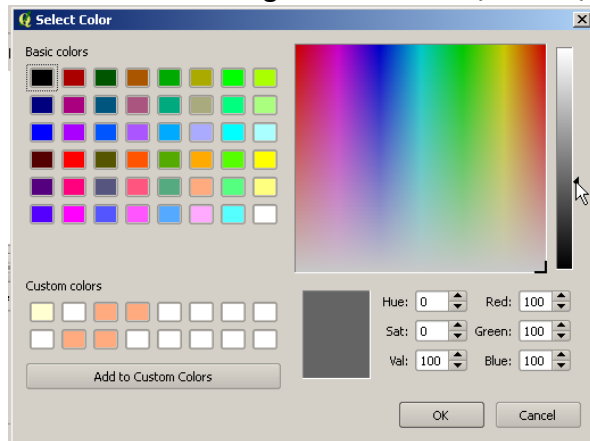 Select Color
Basic colors
Custom colors
Hue: 0 Red: 100
Sat: 0 Green: 100
Val: 100 Blue: 100
Add to Custom Colors
OK Cancel